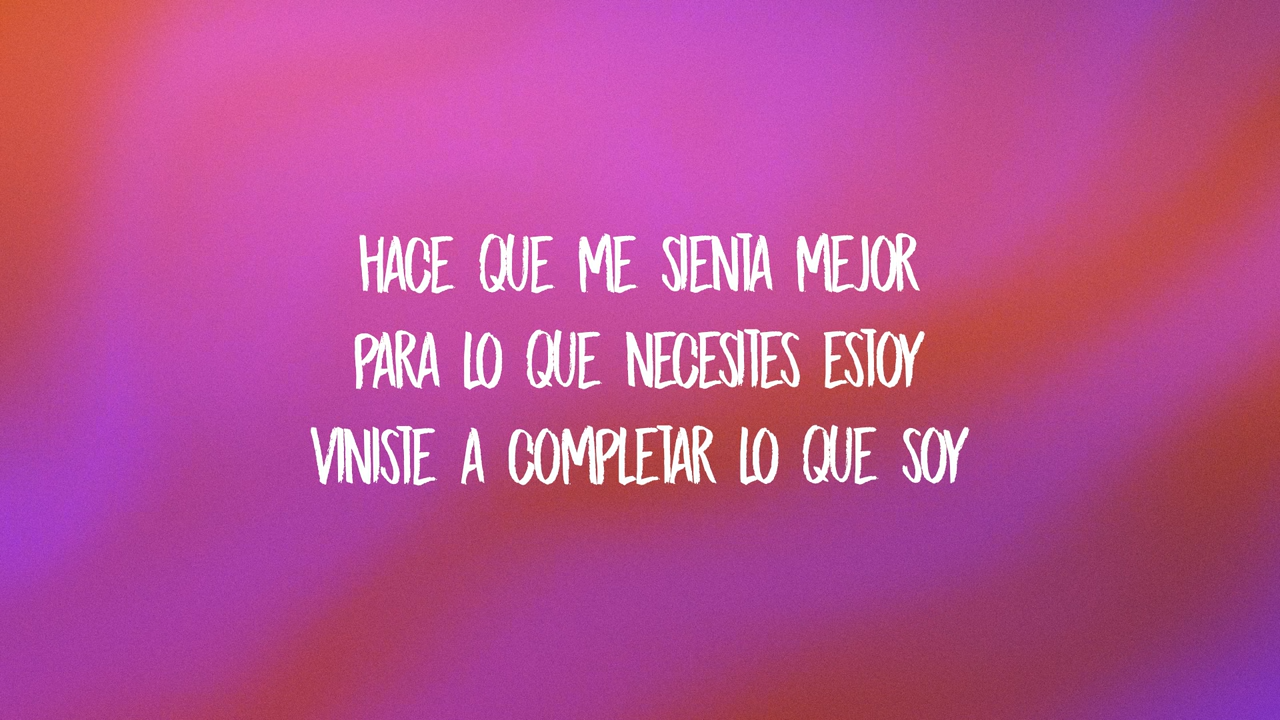 HACE QUE ME SIENTA MEJOR
PARA LO QUE NECESITES ESTOY
VINISTE A COMPLETAR LO QUE SOY